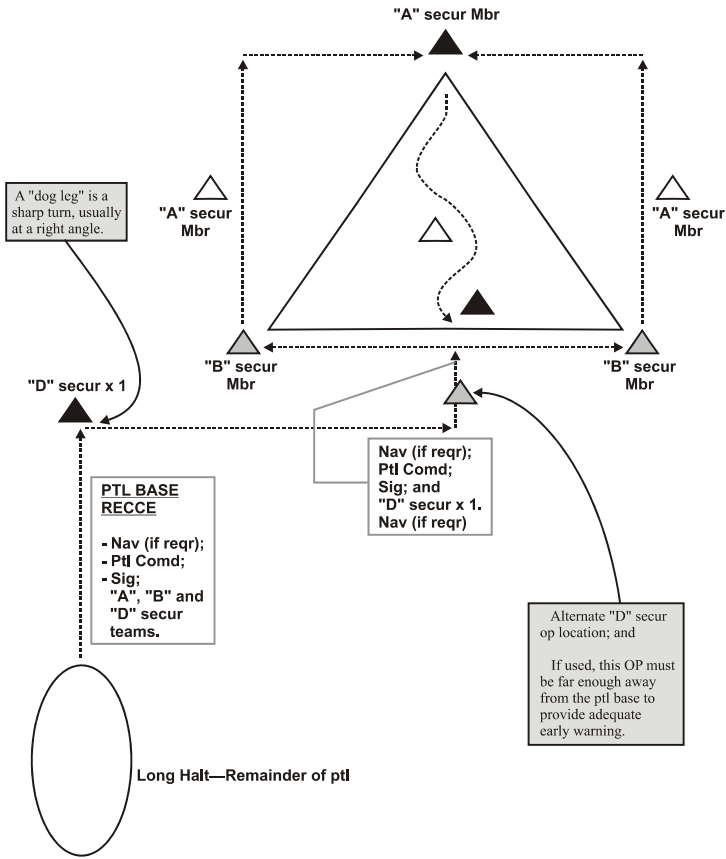 "A" secur Mbr
A "dog leg" is a
sharp turn, usually
at a right angle.
"A" secur
Mbr
"A" secur
Mbr
"B" secur
Mbr
"B" secur
Mbr
"D" secur x 1
Nav (if reqr);
Ptl Comd;
Sig; and
"D" secur x 1.
Nav (if reqr)
PTL BASE
RECCE
- Nav (if reqr);
- Ptl Comd;
- Sig;
"A", "B" and
"D" secur
teams.
Alternate "D" secur
op location; and
If used, this OP must
be far enough away
from the ptl base to
provide adequate
early warning.
Long Halt—Remainder of ptl